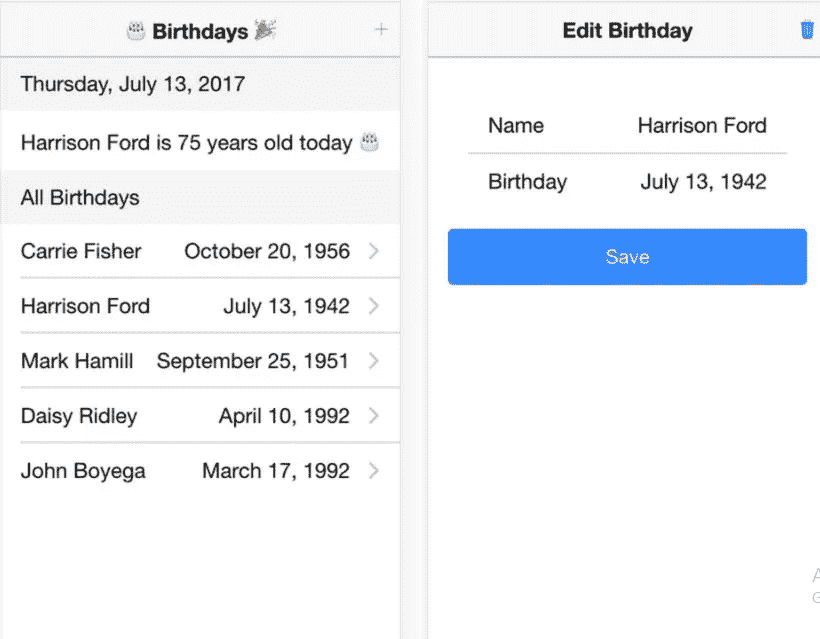 🎂 Birthdays 🎉 +
Thursday, July 13, 2017
Harrison Ford is 75 years old today 🎂
All Birthdays
Carrie Fisher October 20, 1956
Harrison Ford July 13, 1942
Mark Hamill September 25, 1951
Daisy Ridley April 10, 1992
John Boyega March 17, 1992
Edit Birthday
Name Harrison Ford
Birthday July 13, 1942
Save